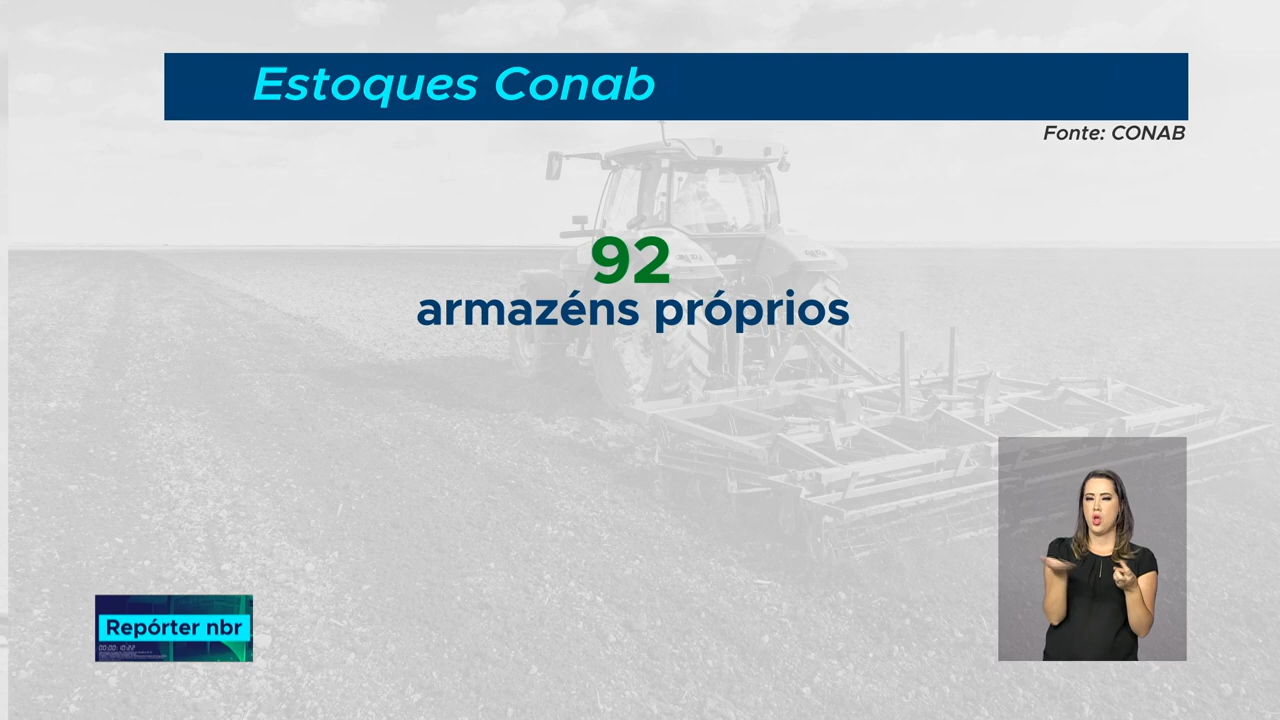 Estoques Conab
Fonte: CONAB
92
armazéns próprios
Repórter nbr